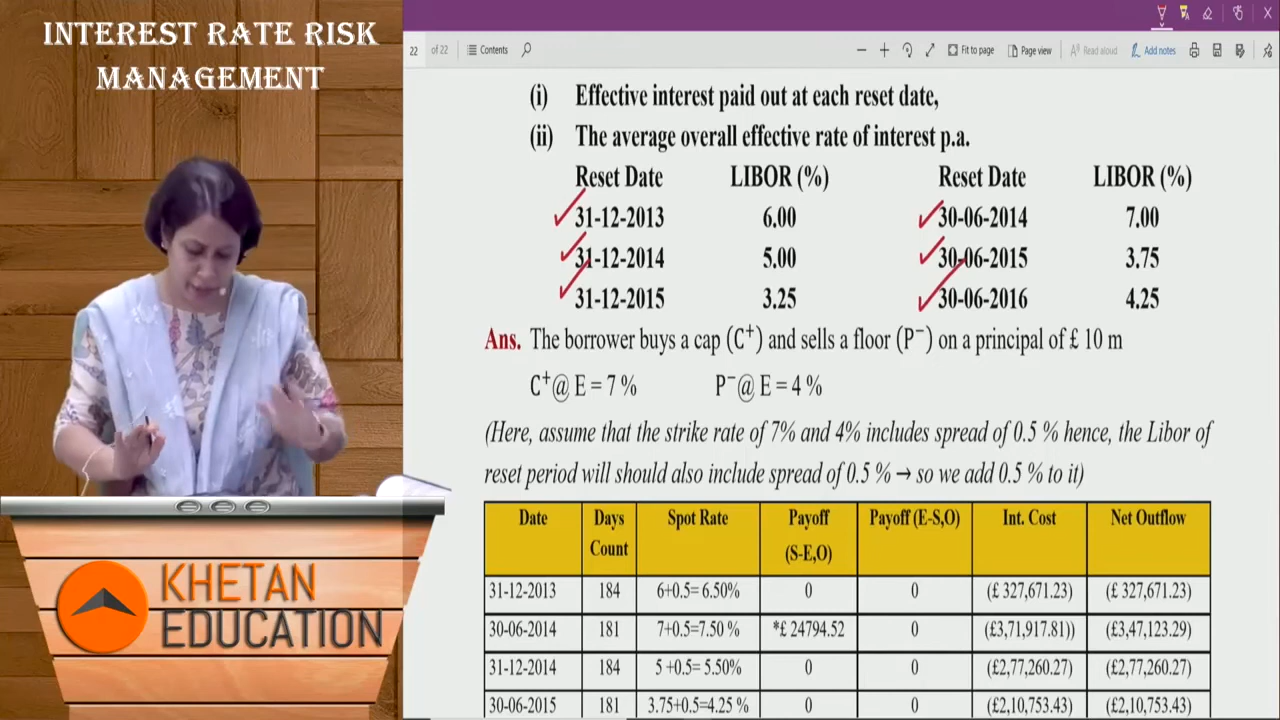 INTEREST RATE RISK
MANAGEMENT
22 of 22 Contents Fit to page Page view Read aloud Add notes
(i) Effective interest paid out at each reset date,
(ii) The average overall effective rate of interest p.a.
Reset Date LIBOR (%) Reset Date LIBOR (%)
31-12-2013 6.00 30-06-2014 7.00
31-12-2014 5.00 30-06-2015 3.75
31-12-2015 3.25 30-06-2016 4.25
Ans. The borrower buys a cap (C⁺) and sells a floor (P⁻) on a principal of £ 10 m
C⁺@ E = 7 % P⁻@ E = 4 %
(Here, assume that the strike rate of 7% and 4% includes spread of 0.5 % hence, the Libor of
reset period will should also include spread of 0.5 % → so we add 0.5 % to it)
Date Days Count Spot Rate Payoff (S-E,O) Payoff (E-S,O) Int. Cost Net Outflow
31-12-2013 184 6+0.5= 6.50% 0 0 (£ 327,671.23) (£ 327,671.23)
30-06-2014 181 7+0.5=7.50 % *£ 24794.52 0 (£3,71,917.81)) (£3,47,123.29)
31-12-2014 184 5 +0.5= 5.50% 0 0 (£2,77,260.27) (£2,77,260.27)
30-06-2015 181 3.75+0.5=4.25 % 0 0 (£2,10,753.43) (£2,10,753.43)
KHETAN
EDUCATION